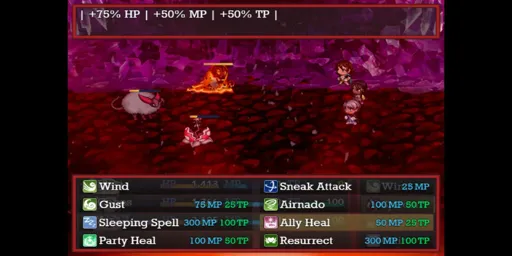 | +75% HP | +50% MP | +50% TP |
Wind
Sneak Attack 25 MP
Gust 75 MP 25 TP
Airnado 100 MP 50 TP
Sleeping Spell 300 MP 100 TP
Ally Heal 50 MP 25 TP
Party Heal 100 MP 50 TP
Resurrect 300 MP 100 TP